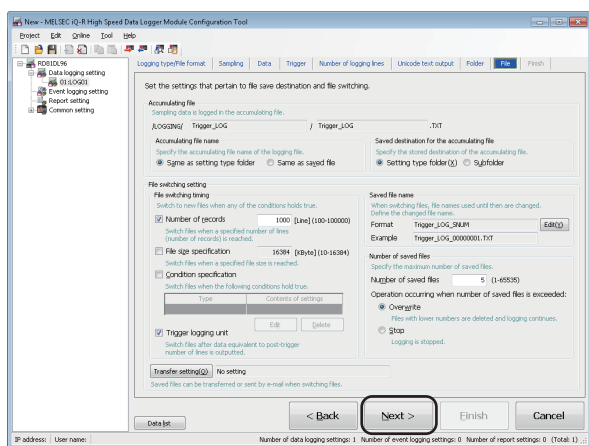 New - MELSEC iQ-R High Speed Data Logger Module Configuration Tool
Project Edit Online Tool Help
RD81DL96
Data logging setting
01:LOG01
Event logging setting
Report setting
Common setting
Logging type/File format Sampling Data Trigger Number of logging lines Unicode text output Folder File Finish
Set the settings that pertain to file save destination and file switching.
Accumulating file
Sampling data is logged in the accumulating file.
/LOGGING/ Trigger_LOG / Trigger_LOG .TXT
Accumulating file name
Specify the accumulating file name of the logging file.
Same as setting type folder Same as saved file
Saved destination for the accumulating file
Specify the stored destination of the accumulating file.
Setting type folder(X) Subfolder
File switching setting
File switching timing
Switch to new files when any of the conditions holds true.
Number of records 1000 [Line] (100-100000)
Switch files when a specified number of lines
(number of records) is reached.
File size specification 16384 [KByte] (10-16384)
Switch files when a specified file size is reached.
Condition specification
Switch files when the following conditions hold true.
Type Contents of settings
Edit Delete
Trigger logging unit
Switch files after data equivalent to post-trigger
number of lines is outputted.
Saved file name
When switching files, file names used until then are changed.
Define the changed file name.
Format Trigger_LOG_SNUM Edit(Y)
Example Trigger_LOG_00000001.TXT
Number of saved files
Specify the maximum number of saved files.
Number of saved files 5 (1-65535)
Operation occurring when number of saved files is exceeded:
Overwrite
Files with lower numbers are deleted and logging continues.
Stop
Logging is stopped.
Transfer setting(Q) No setting
Saved files can be transferred or sent by e-mail when switching files.
Data list < Back Next > Finish Cancel
IP address: User name: Number of data logging settings: 1 Number of event logging settings: 0 Number of report settings: 0 (Total: 1)